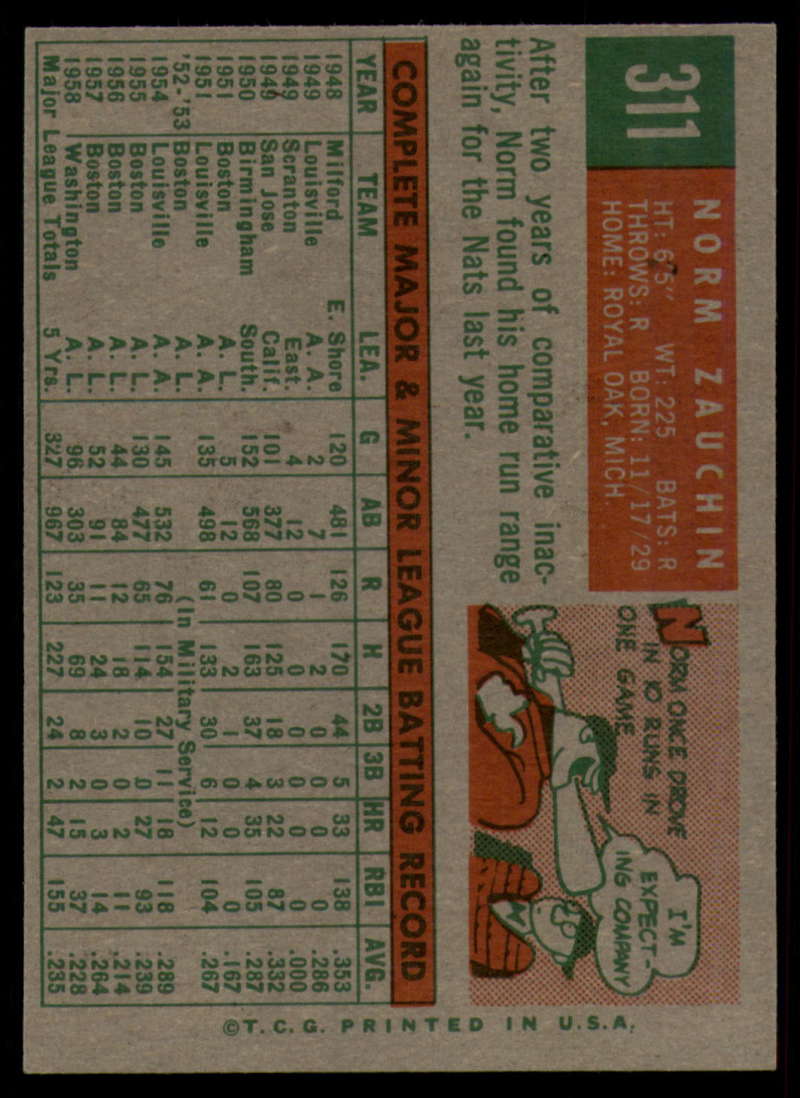 311
NORM ZAUCHIN
HT: 6'5" WT: 225 BATS: R
THROWS: R BORN: 11/17/29
HOME: ROYAL OAK, MICH.
After two years of comparative inac-
tivity, Norm found his home run range
again for the Nats last year.
NORM ONCE DROVE
IN 10 RUNS IN
ONE GAME
I'M
EXPECT-
ING COMPANY
COMPLETE MAJOR & MINOR LEAGUE BATTING RECORD
YEAR TEAM LEA. G AB R H 2B 3B HR RBI AVG.
1948 Milford E. Shore 120 481 126 170 44 5 33 138 .353
1949 Louisville A. A. 2 7 1 2 0 0 0 0 .286
1949 Scranton East. 4 12 0 0 0 0 0 0 .000
1949 San Jose Calif. 101 377 80 125 18 3 22 87 .332
1950 Birmingham South. 152 568 107 163 37 4 35 105 .287
1951 Boston A. L. 5 12 0 2 1 0 0 0 .167
1951 Louisville A. A. 135 498 61 133 30 6 12 104 .267
'52-'53 Boston A. L. (In Military Service)
1954 Louisville A. A. 145 532 76 154 27 11 18 118 .289
1955 Boston A. L. 130 477 65 114 10 0 27 93 .239
1956 Boston A. L. 44 84 12 18 2 0 2 11 .214
1957 Boston A. L. 52 91 11 24 3 0 3 14 .264
1958 Washington A. L. 96 303 35 69 8 2 15 37 .228
Major League Totals 5 Yrs. 327 967 123 227 24 2 47 155 .235
©T.C.G. PRINTED IN U.S.A.